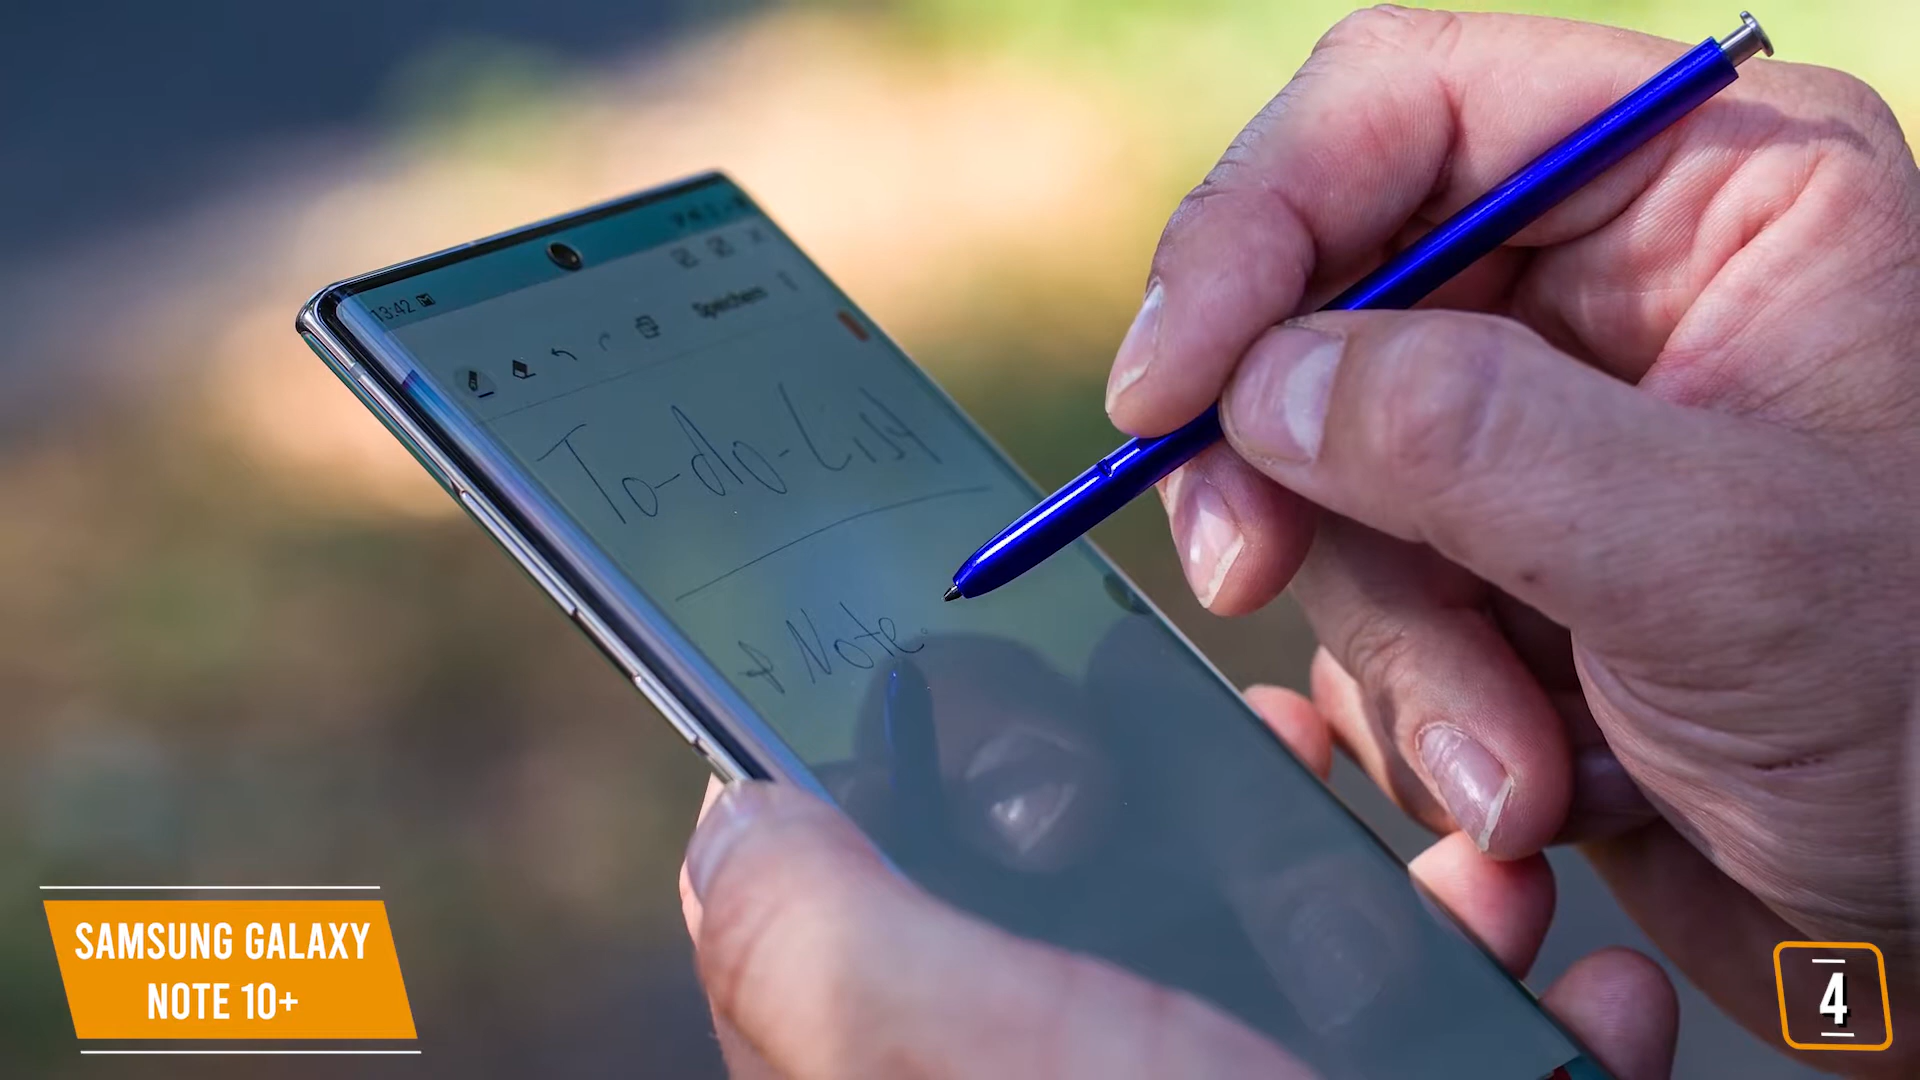 13:42
Speichern
To-do-List
* Note.
SAMSUNG GALAXY
NOTE 10+
4